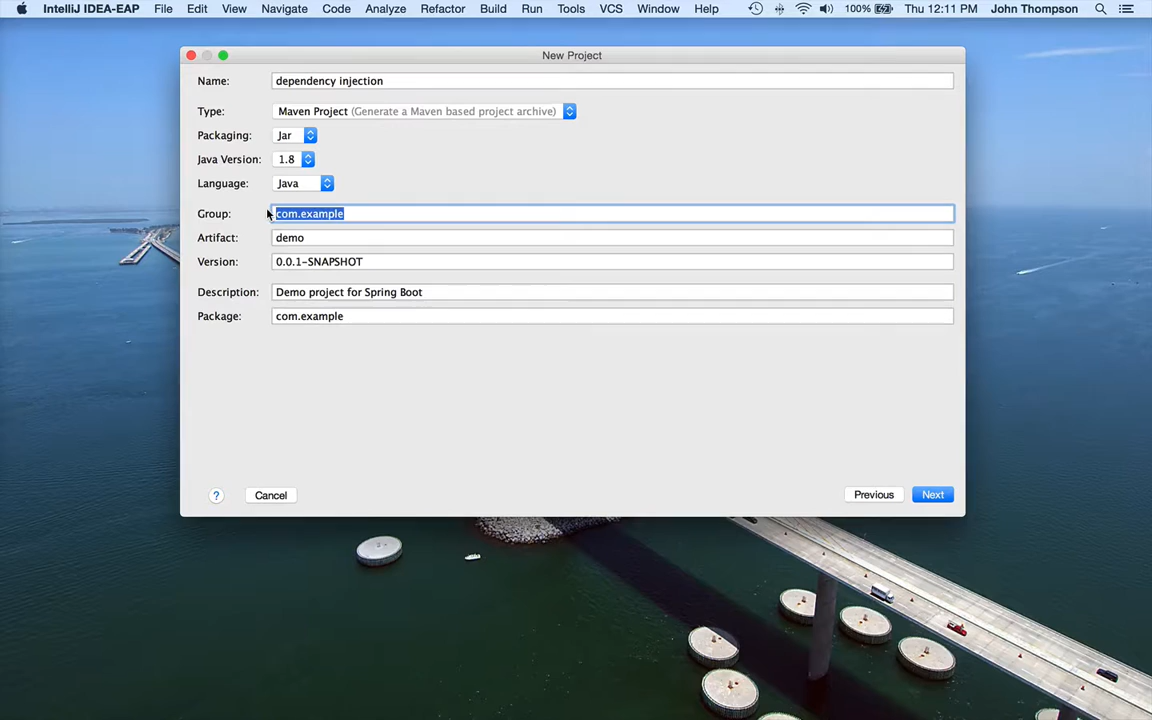 IntelliJ IDEA-EAP File Edit View Navigate Code Analyze Refactor Build Run Tools VCS Window Help 100% Thu 12:11 PM John Thompson
New Project
Name: dependency injection
Type: Maven Project (Generate a Maven based project archive)
Packaging: Jar
Java Version: 1.8
Language: Java
Group: com.example
Artifact: demo
Version: 0.0.1-SNAPSHOT
Description: Demo project for Spring Boot
Package: com.example
? Cancel Previous Next